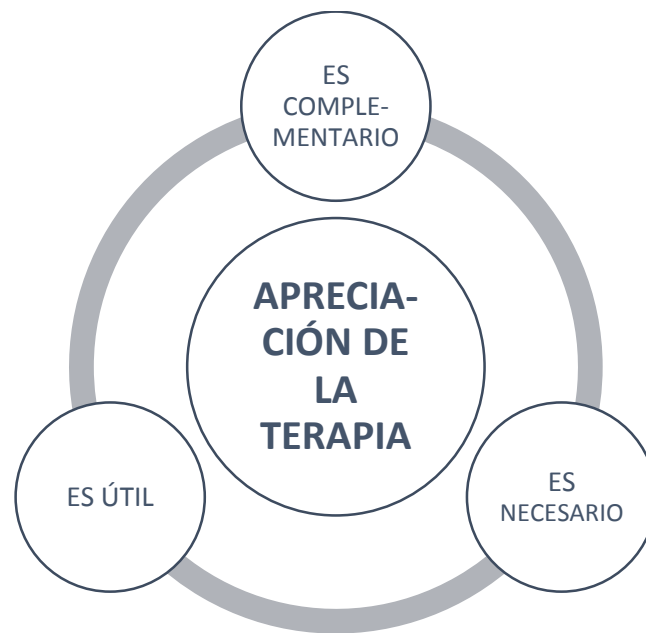 ES
COMPLE-
MENTARIO
APRECIA-
CIÓN DE
LA
TERAPIA
ES ÚTIL
ES
NECESARIO